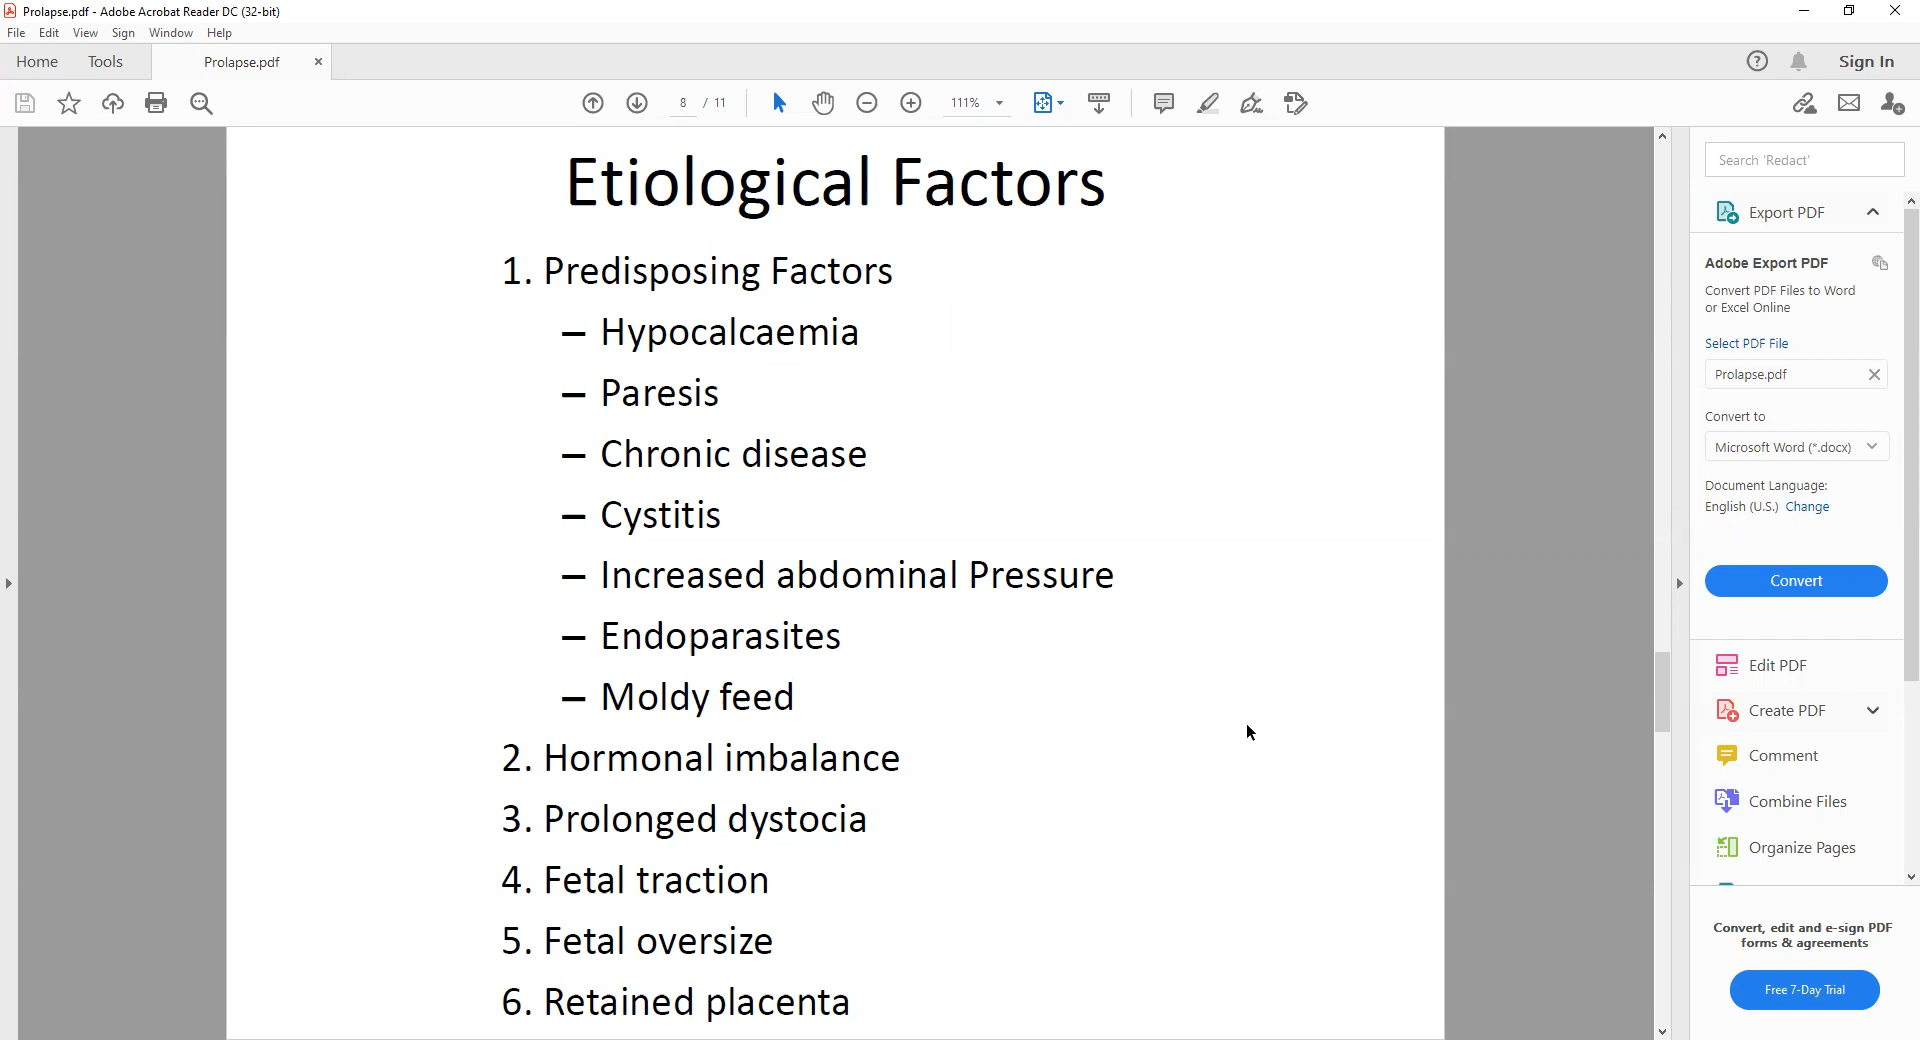 Prolapse.pdf - Adobe Acrobat Reader DC (32-bit)
File Edit View Sign Window Help
Home Tools Prolapse.pdf × Sign In
8 / 11 111%
Etiological Factors
1. Predisposing Factors
– Hypocalcaemia
– Paresis
– Chronic disease
– Cystitis
– Increased abdominal Pressure
– Endoparasites
– Moldy feed
2. Hormonal imbalance
3. Prolonged dystocia
4. Fetal traction
5. Fetal oversize
6. Retained placenta
Search 'Redact'
Export PDF
Adobe Export PDF
Convert PDF Files to Word
or Excel Online
Select PDF File
Prolapse.pdf
Convert to
Microsoft Word (*.docx)
Document Language:
English (U.S.) Change
Convert
Edit PDF
Create PDF
Comment
Combine Files
Organize Pages
Convert, edit and e-sign PDF
forms & agreements
Free 7-Day Trial